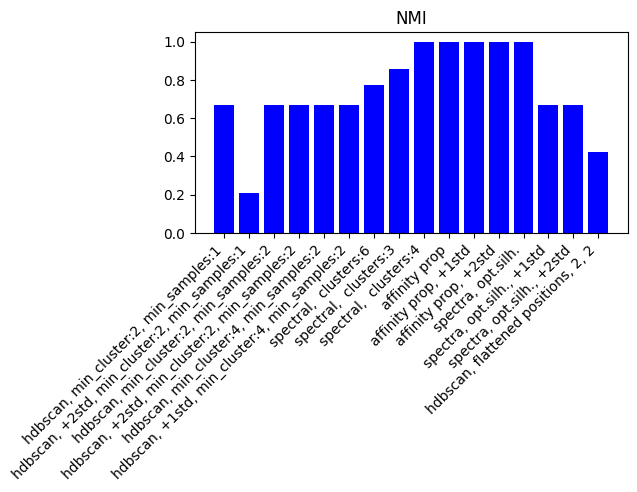 NMI
1.0
0.8
0.6
0.4
0.2
0.0
hdbscan, min_cluster:2, min_samples:1
hdbscan, +2std, min_cluster:2, min_samples:1
hdbscan, min_cluster:2, min_samples:2
hdbscan, +2std, min_cluster:2, min_samples:2
hdbscan, min_cluster:4, min_samples:2
hdbscan, +1std, min_cluster:4, min_samples:2
spectral,  clusters:6
spectral,  clusters:3
spectral,  clusters:4
affinity prop
affinity prop, +1std
affinity prop, +2std
spectra, opt.silh.
spectra, opt.silh., +1std
spectra, opt.silh., +2std
hdbscan, flattened positions, 2, 2